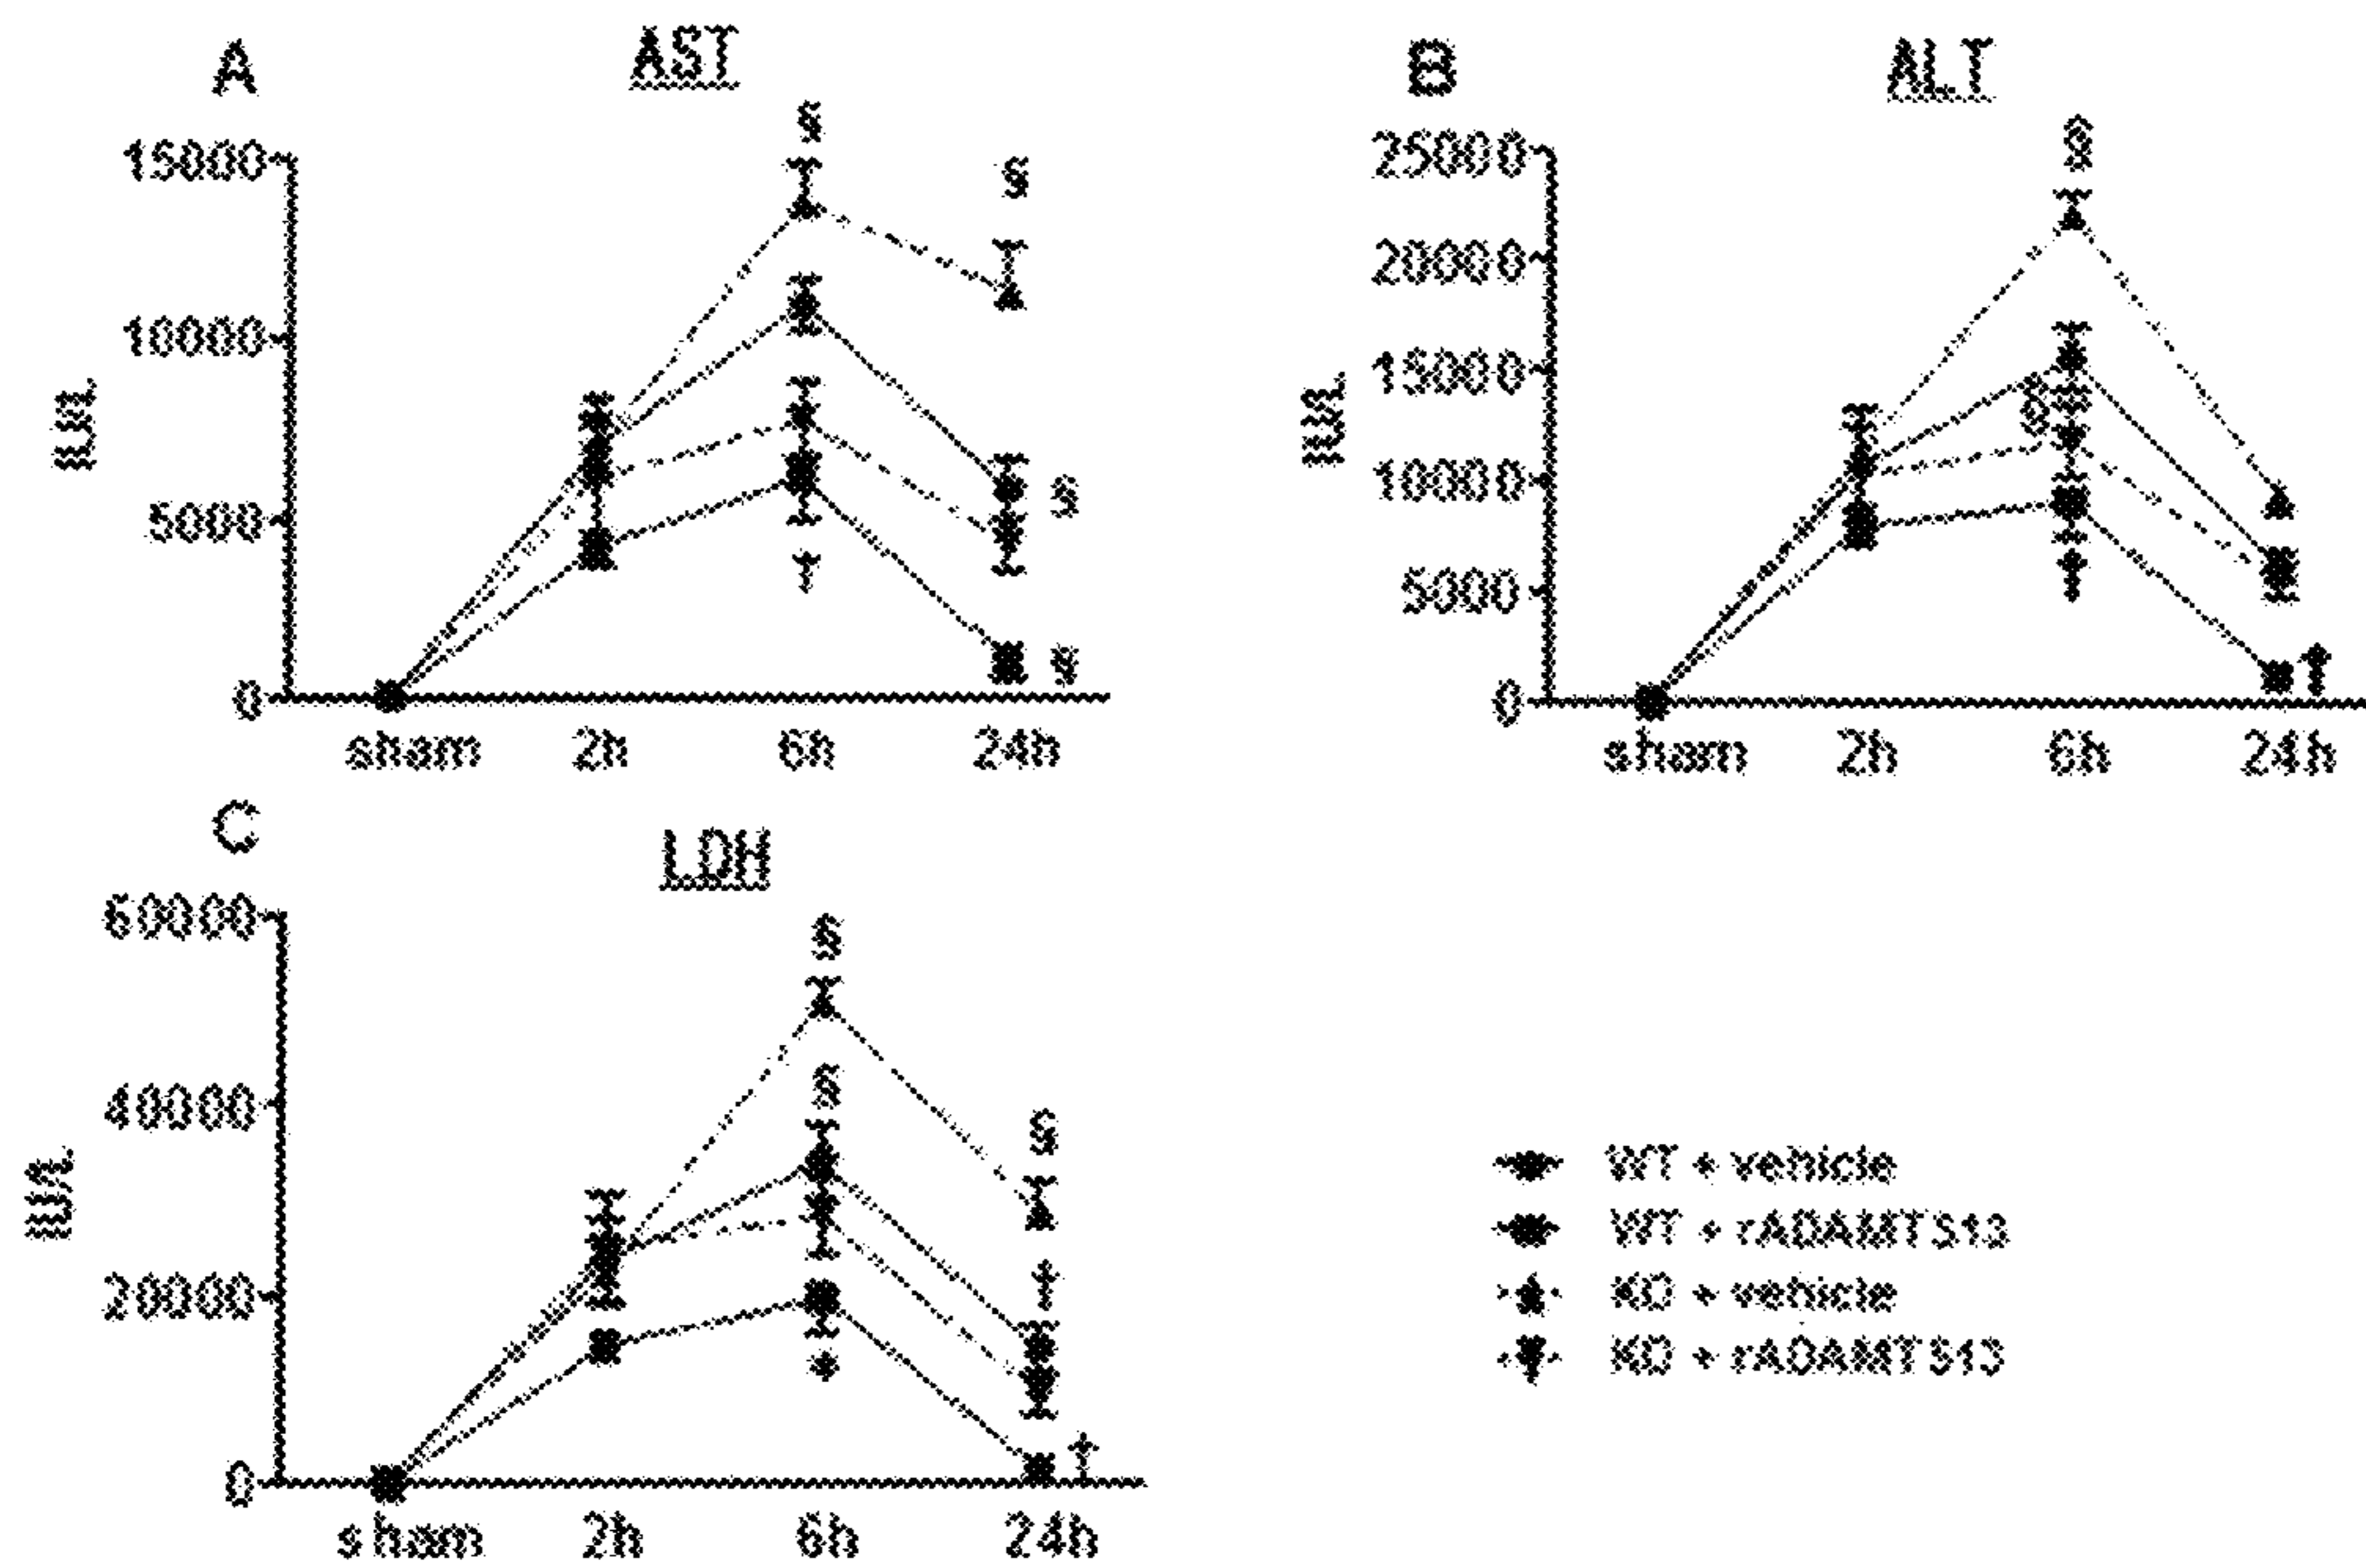 A
AST
§
§
15000
10000
5000
0
IU/L
§
†
§
sham 2h 6h 24h
B
ALT
§
25000
20000
15000
10000
5000
0
IU/L
†
sham 2h 6h 24h
C
LDH
60000
40000
20000
0
IU/L
§
§
§
†
*
†
sham 2h 6h 24h
WT + vehicle
WT + rADAMTS13
KO + vehicle
KO + rADAMTS13